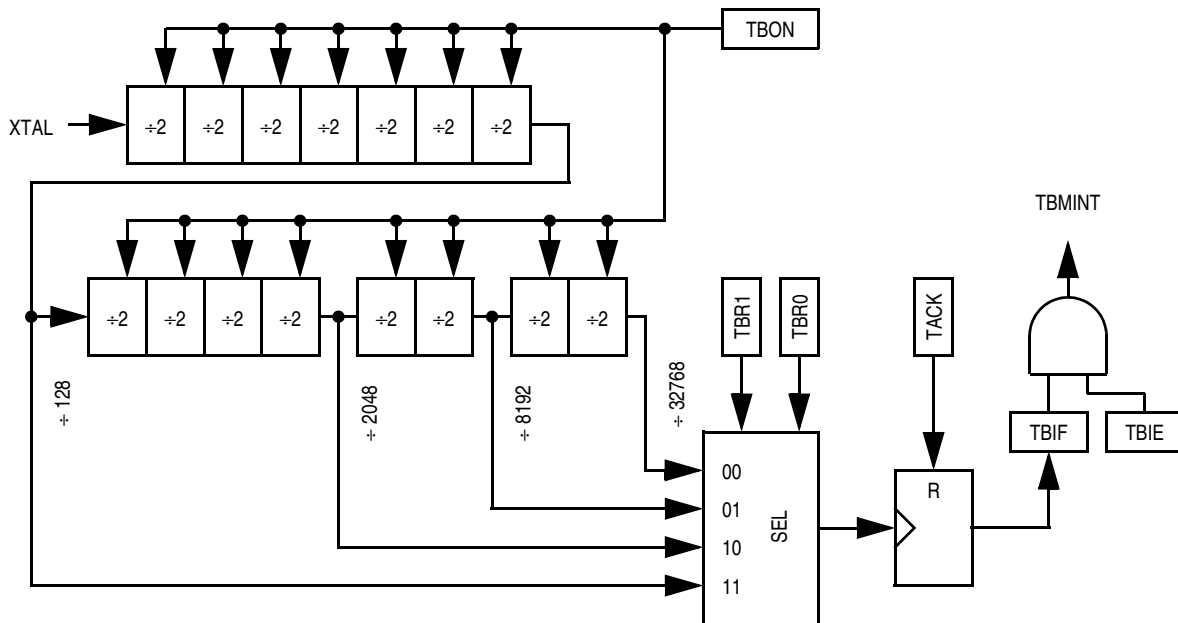 TBON
XTAL
÷2 ÷2 ÷2 ÷2 ÷2 ÷2 ÷2
TBMINT
÷2 ÷2 ÷2 ÷2 ÷2 ÷2 ÷2 ÷2
TBR1
TBR0
TACK
÷ 128
÷ 2048
÷ 8192
÷ 32768
TBIF
TBIE
00
01
10
11
SEL
R